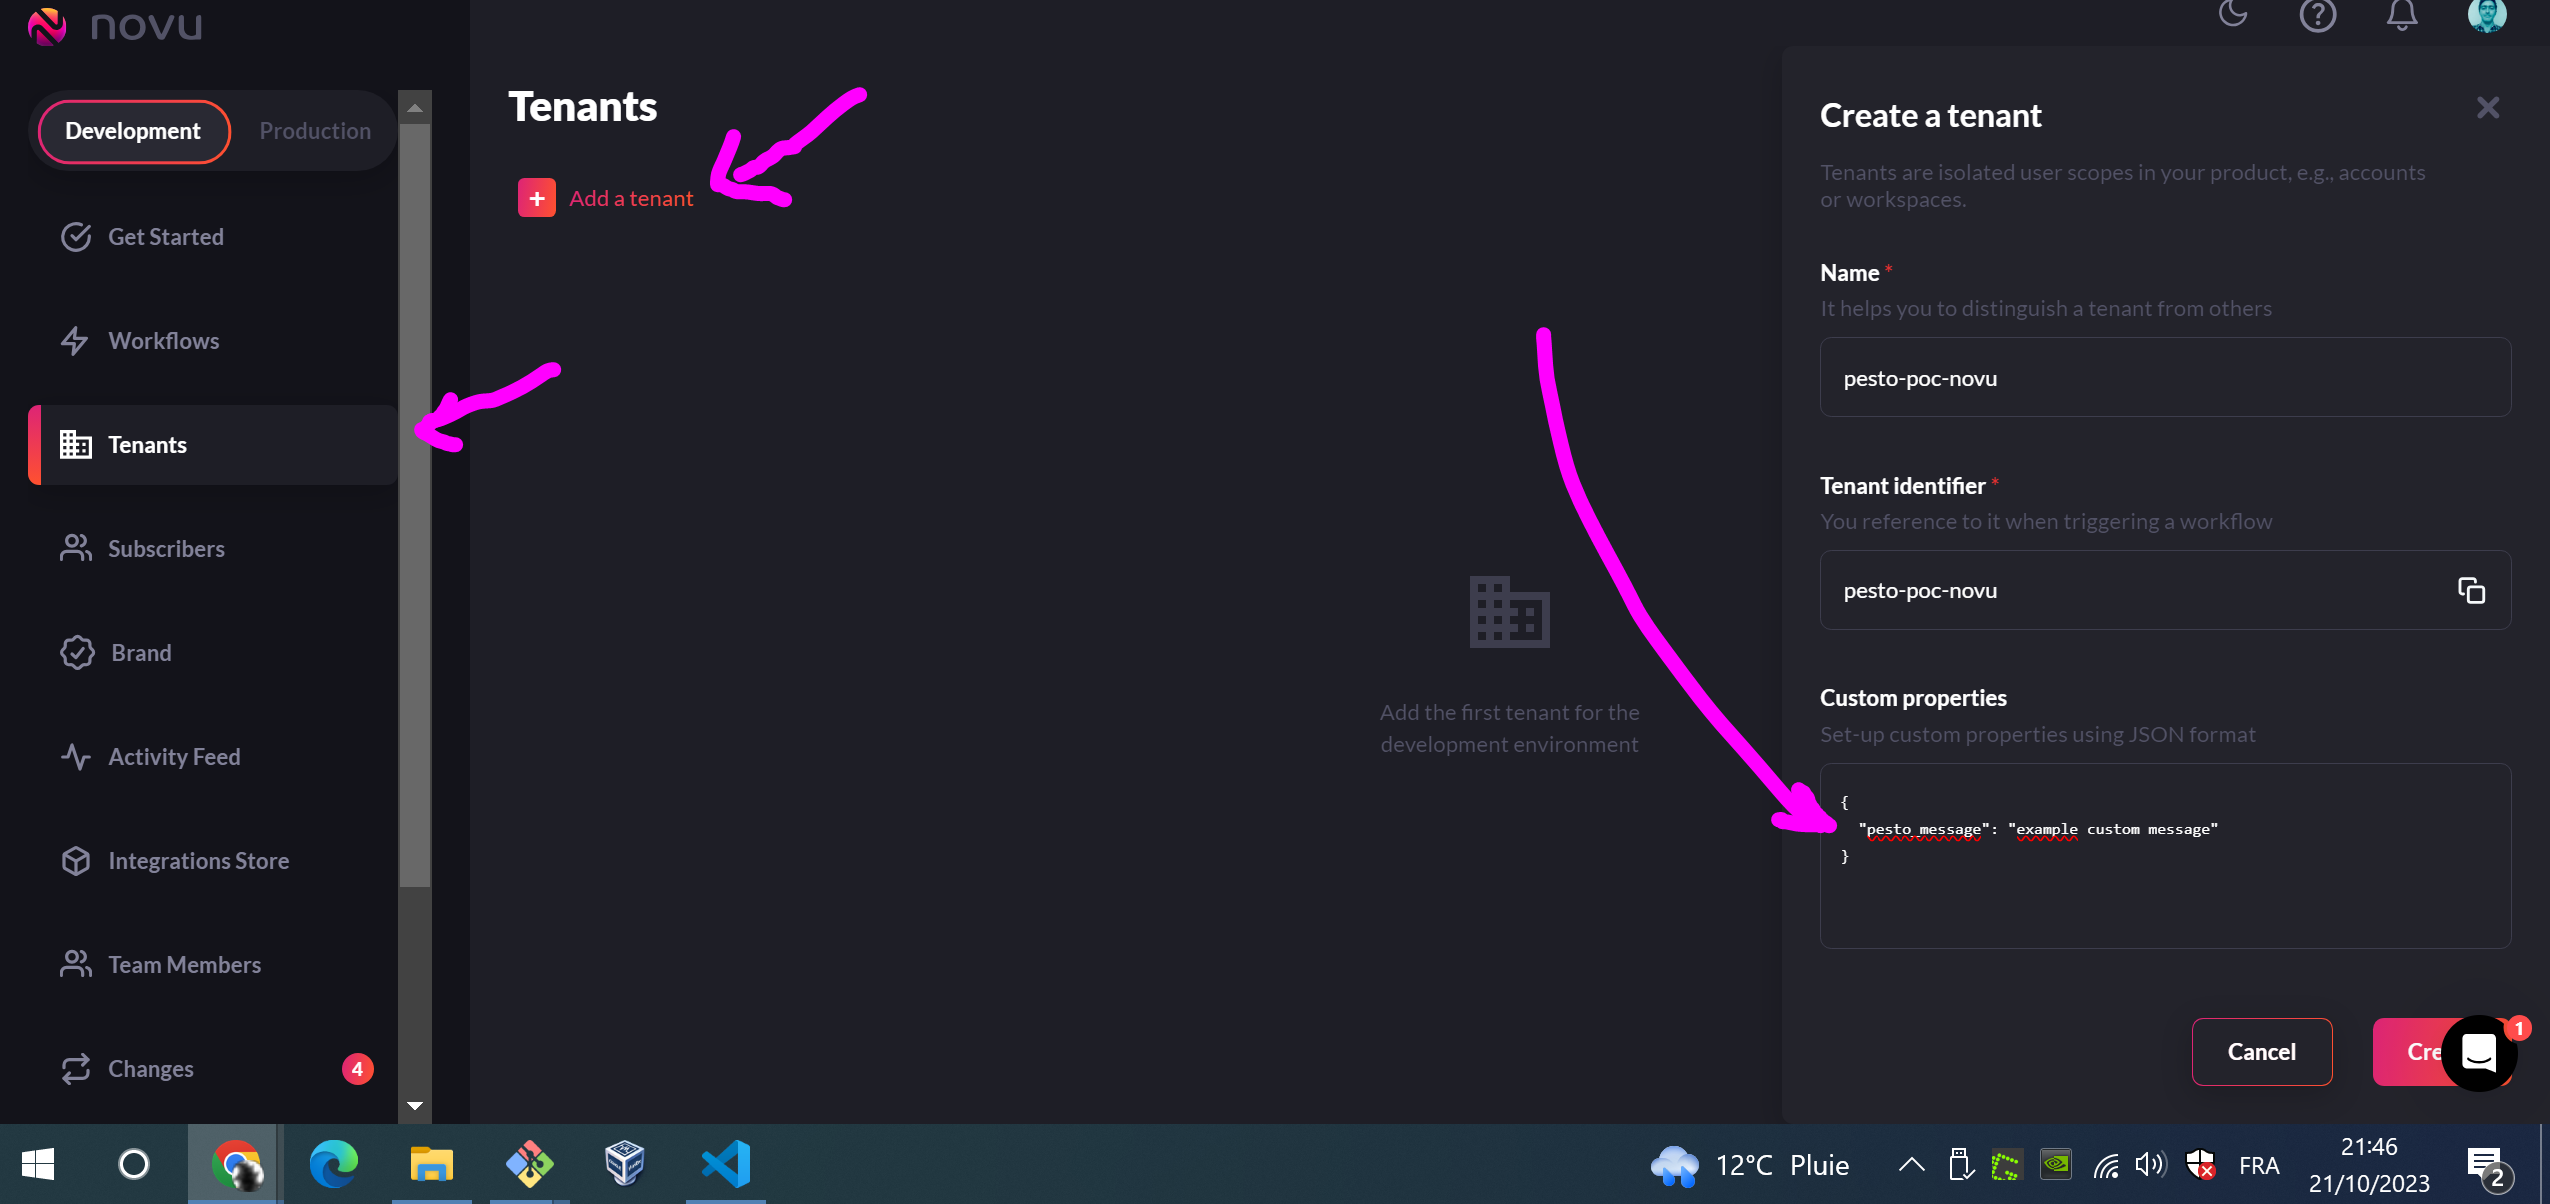 novu
Development
Production
Get Started
Workflows
Tenants
Subscribers
Brand
Activity Feed
Integrations Store
Team Members
Changes
4
Tenants
+ Add a tenant
Add the first tenant for the
development environment
Create a tenant
Tenants are isolated user scopes in your product, e.g., accounts
or workspaces.
Name *
It helps you to distinguish a tenant from others
pesto-poc-novu
Tenant identifier *
You reference to it when triggering a workflow
pesto-poc-novu
Custom properties
Set-up custom properties using JSON format
{
"pesto_message": "example custom message"
}
Cancel
Cre
1
12°C Pluie
FRA
21:46
21/10/2023
2